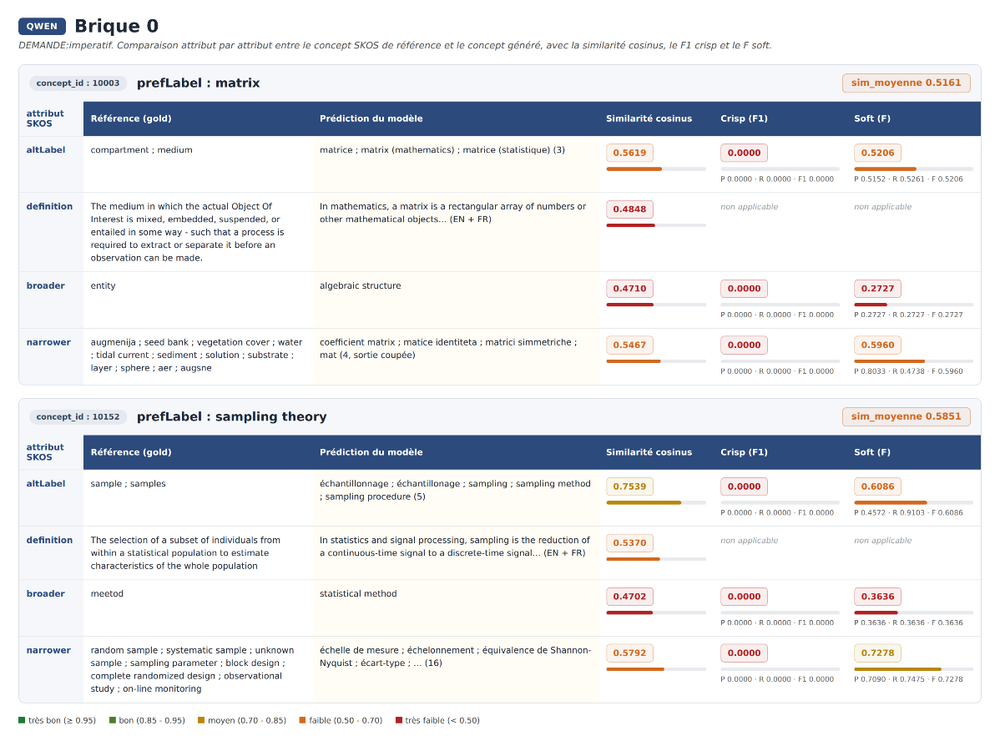 QWEN Brique 0
DEMANDE:imperatif. Comparaison attribut par attribut entre le concept SKOS de référence et le concept généré, avec la similarité cosinus, le F1 crisp et le F soft.
concept_id : 10003 prefLabel : matrix sim_moyenne 0.5161
attribut
SKOS
Référence (gold) Prédiction du modèle Similarité cosinus Crisp (F1) Soft (F)
altLabel compartment ; medium matrice ; matrix (mathematics) ; matrice (statistique) (3) 0.5619 0.0000 0.5206
P 0.0000 · R 0.0000 · F1 0.0000 P 0.5152 · R 0.5261 · F 0.5206
definition The medium in which the actual Object Of In mathematics, a matrix is a rectangular array of numbers or 0.4848 non applicable non applicable
Interest is mixed, embedded, suspended, or other mathematical objects... (EN + FR)
entailed in some way - such that a process is
required to extract or separate it before an
observation can be made.
broader entity algebraic structure 0.4710 0.0000 0.2727
P 0.0000 · R 0.0000 · F1 0.0000 P 0.2727 · R 0.2727 · F 0.2727
narrower augmenija ; seed bank ; vegetation cover ; water coefficient matrix ; matice identiteta ; matrici simmetriche ; 0.5467 0.0000 0.5960
; tidal current ; sediment ; solution ; substrate ; mat (4, sortie coupée)
layer ; sphere ; aer ; augsne P 0.0000 · R 0.0000 · F1 0.0000 P 0.8033 · R 0.4738 · F 0.5960
concept_id : 10152 prefLabel : sampling theory sim_moyenne 0.5851
attribut
SKOS
Référence (gold) Prédiction du modèle Similarité cosinus Crisp (F1) Soft (F)
altLabel sample ; samples échantillonnage ; échantillonage ; sampling ; sampling method 0.7539 0.0000 0.6086
; sampling procedure (5)
P 0.0000 · R 0.0000 · F1 0.0000 P 0.4572 · R 0.9103 · F 0.6086
definition The selection of a subset of individuals from In statistics and signal processing, sampling is the reduction of 0.5370 non applicable non applicable
within a statistical population to estimate a continuous-time signal to a discrete-time signal... (EN + FR)
characteristics of the whole population
broader meetod statistical method 0.4702 0.0000 0.3636
P 0.0000 · R 0.0000 · F1 0.0000 P 0.3636 · R 0.3636 · F 0.3636
narrower random sample ; systematic sample ; unknown échelle de mesure ; échelonnement ; équivalence de Shannon- 0.5792 0.0000 0.7278
sample ; sampling parameter ; block design ; Nyquist ; écart-type ; ... (16)
complete randomized design ; observational P 0.0000 · R 0.0000 · F1 0.0000 P 0.7090 · R 0.7475 · F 0.7278
study ; on-line monitoring
très bon (≥ 0.95) bon (0.85 - 0.95) moyen (0.70 - 0.85) faible (0.50 - 0.70) très faible (< 0.50)